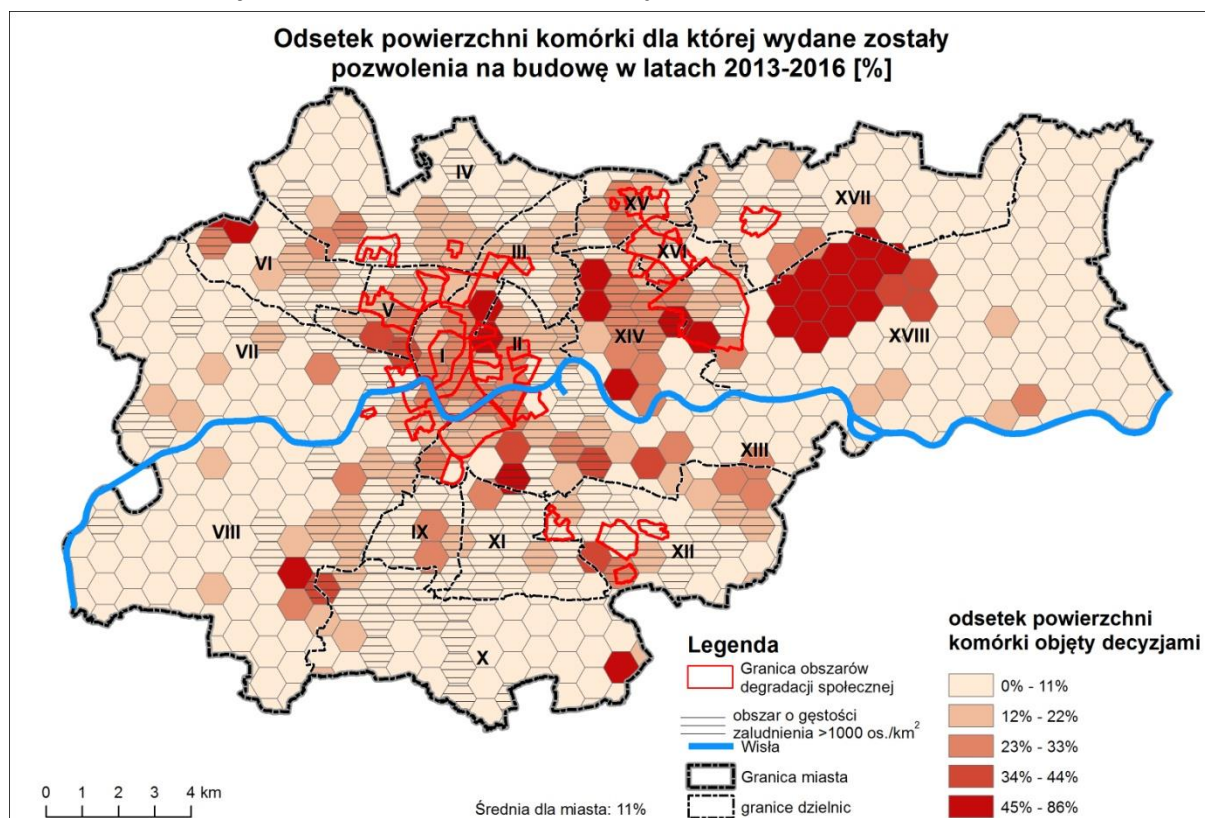 Odsetek powierzchni komórki dla której wydane zostały
pozwolenia na budowę w latach 2013-2016 [%]
IV
XVII
XV
III
XVI
VI
V
VII
I
II
XIV
XVIII
XIII
VIII
IX
XI
XII
X
Legenda
Granica obszarów
degradacji społecznej
obszar o gęstości
zaludnienia >1000 os./km²
Wisła
Granica miasta
granice dzielnic
odsetek powierzchni
komórki objęty decyzjami
0% - 11%
12% - 22%
23% - 33%
34% - 44%
45% - 86%
0 1 2 4 km
Średnia dla miasta: 11%